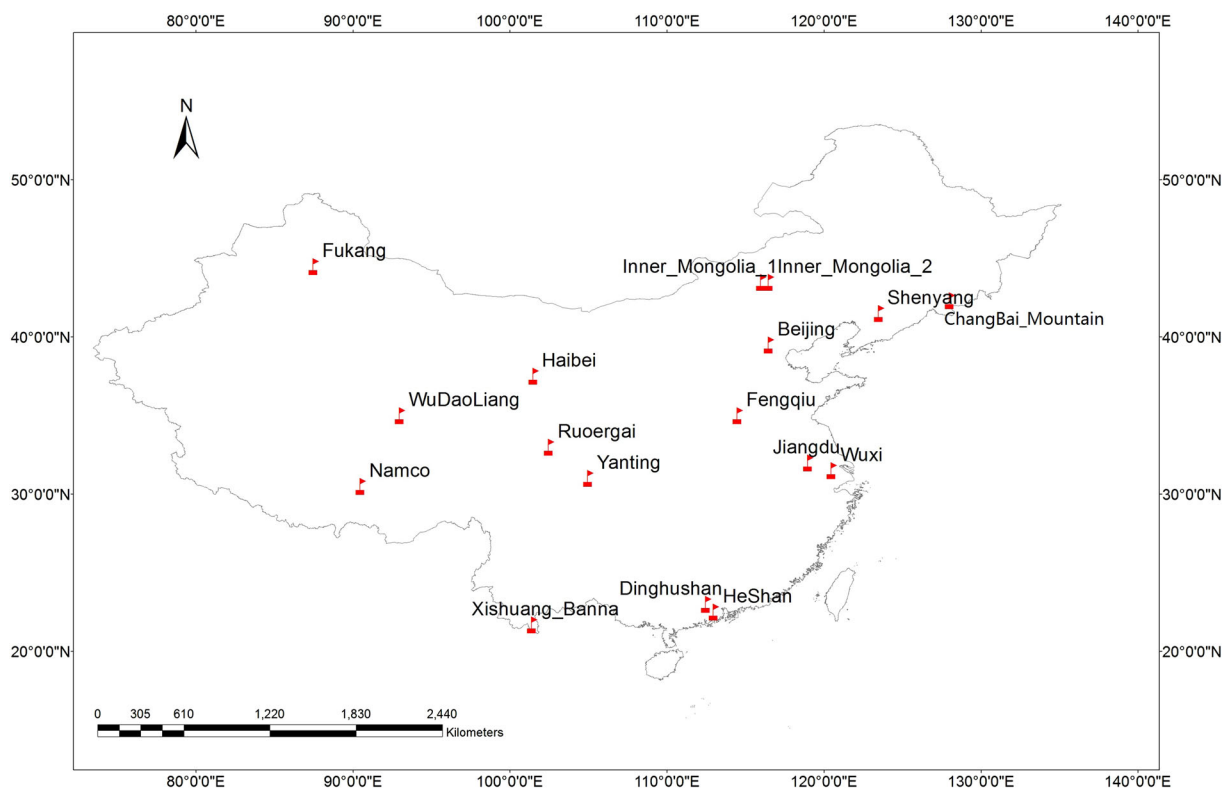 80°0'0"E 90°0'0"E 100°0'0"E 110°0'0"E 120°0'0"E 130°0'0"E 140°0'0"E
N
50°0'0"N 50°0'0"N
Fukang
Inner_Mongolia_1 Inner_Mongolia_2
Shenyang
ChangBai_Mountain
40°0'0"N 40°0'0"N
Beijing
Haibei
WuDaoLiang
Fengqiu
Ruoergai
Jiangdu
Wuxi
Yanting
Namco
30°0'0"N 30°0'0"N
Dinghushan
HeShan
Xishuang_Banna
20°0'0"N 20°0'0"N
0 305 610 1,220 1,830 2,440
Kilometers
80°0'0"E 90°0'0"E 100°0'0"E 110°0'0"E 120°0'0"E 130°0'0"E 140°0'0"E